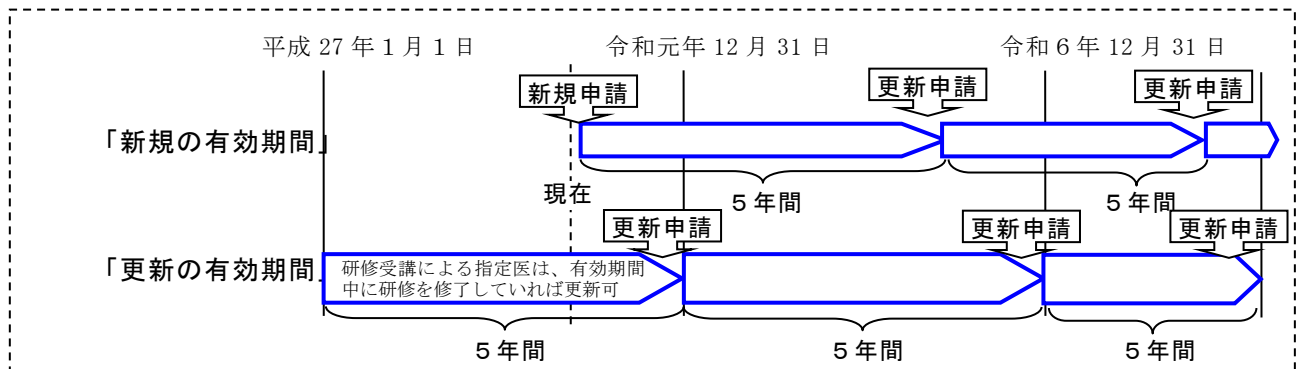 平成 27 年 1 月 1 日
令和元年 12 月 31 日
令和 6 年 12 月 31 日
新規申請
更新申請
更新申請
「新規の有効期間」
5 年間
5 年間
現在
更新申請
更新申請
更新申請
「更新の有効期間」
研修受講による指定医は、有効期間
中に研修を修了していれば更新可
5 年間
5 年間
5 年間